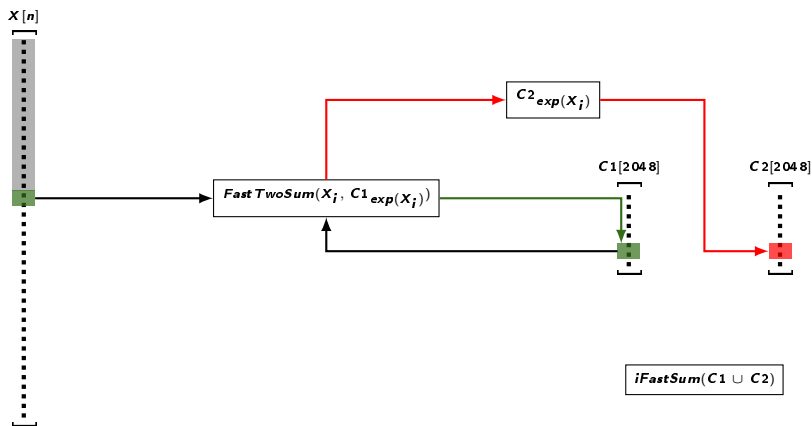 X[n]
C2exp(Xi)
C1[2048]
C2[2048]
FastTwoSum(Xi, C1exp(Xi))
iFastSum(C1 ∪ C2)